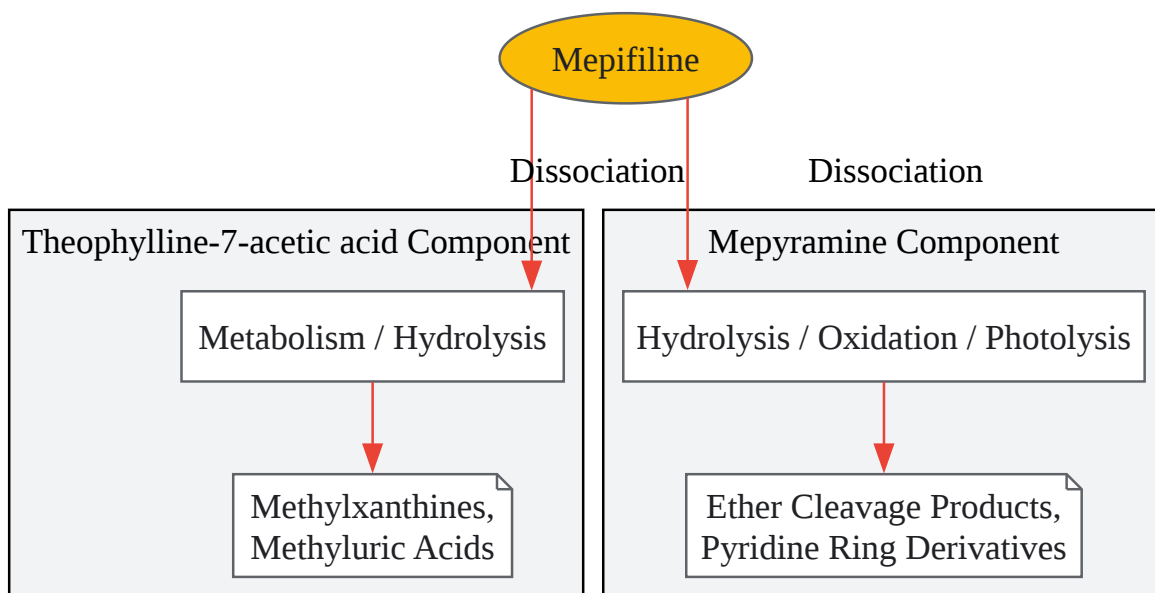 Mepifiline
Dissociation
Dissociation
Theophylline-7-acetic acid Component
Mepyramine Component
Metabolism / Hydrolysis
Hydrolysis / Oxidation / Photolysis
Methylxanthines,
Methyluric Acids
Ether Cleavage Products,
Pyridine Ring Derivatives